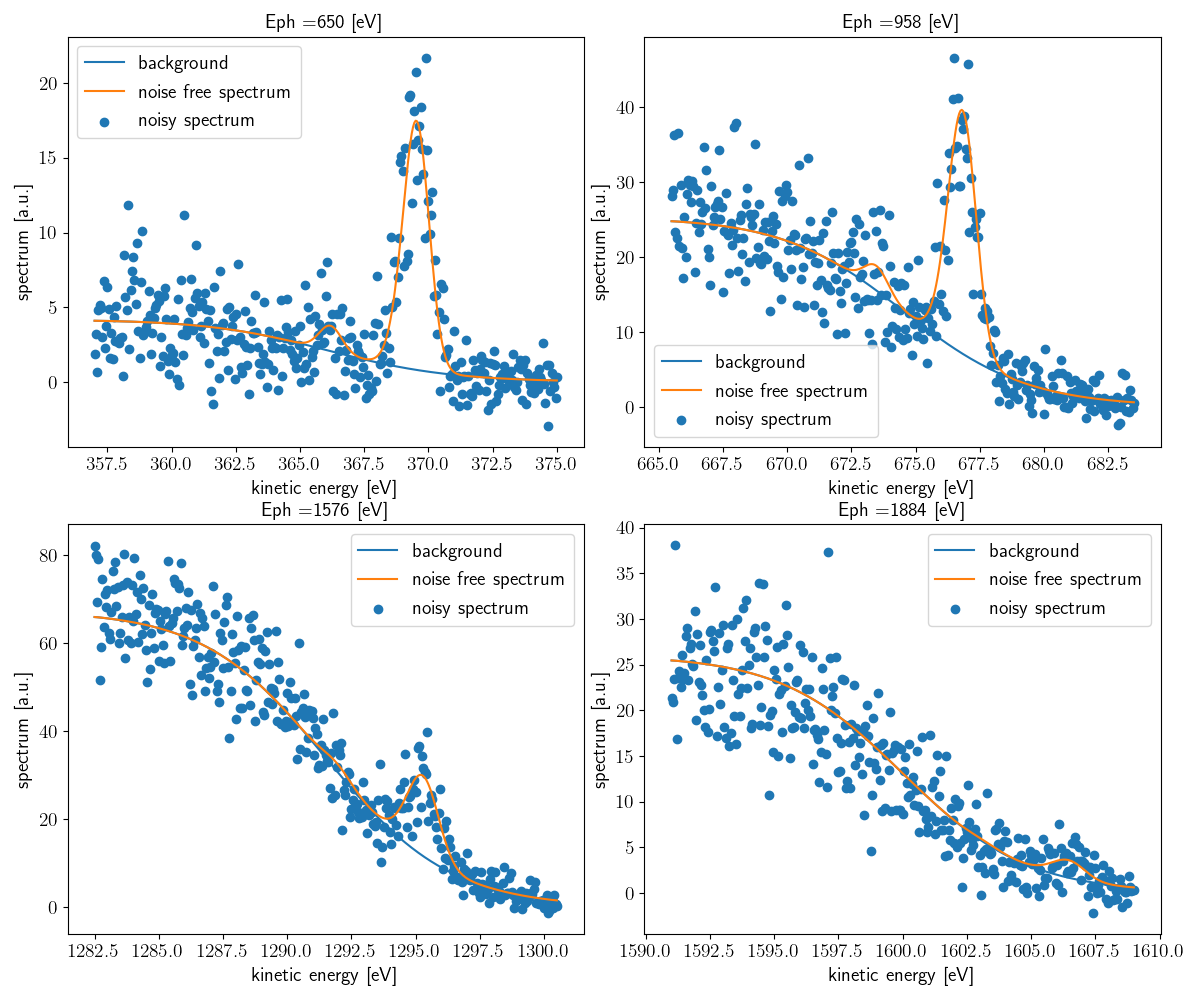 Eph =650 [eV]
background
noise free spectrum
noisy spectrum
20
15
10
5
0
spectrum [a.u.]
357.5 360.0 362.5 365.0 367.5 370.0 372.5 375.0
kinetic energy [eV]
Eph =958 [eV]
40
30
20
10
0
spectrum [a.u.]
background
noise free spectrum
noisy spectrum
665.0 667.5 670.0 672.5 675.0 677.5 680.0 682.5
kinetic energy [eV]
Eph =1576 [eV]
background
noise free spectrum
noisy spectrum
80
60
40
20
0
spectrum [a.u.]
1282.5 1285.0 1287.5 1290.0 1292.5 1295.0 1297.5 1300.0
kinetic energy [eV]
Eph =1884 [eV]
background
noise free spectrum
noisy spectrum
40
35
30
25
20
15
10
5
0
spectrum [a.u.]
1590.0 1592.5 1595.0 1597.5 1600.0 1602.5 1605.0 1607.5 1610.0
kinetic energy [eV]